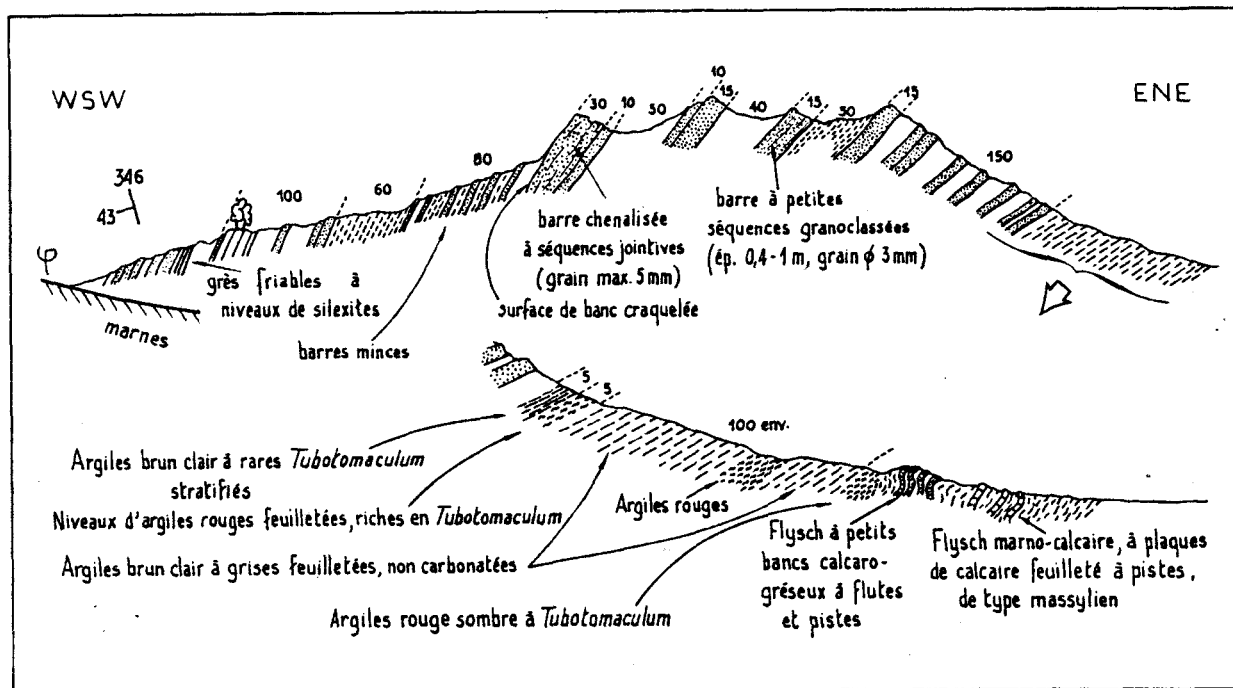 WSW
ENE
346
43
φ
100
60
80
30
10
50
10
15
40
15
30
15
150
grès friables à
niveaux de silexites
marnes
barres minces
barre chenalisée
à séquences jointives
(grain max. 5mm)
surface de banc craquelée
barre à petites
séquences granoclassées
(ép. 0,4-1 m, grain φ 3mm)
5
5
100 env.
Argiles brun clair à rares Tubotomaculum
stratifiés
Niveaux d'argiles rouges feuilletées, riches en Tubotomaculum
Argiles brun clair à grises feuilletées, non carbonatées
Argiles rouge sombre à Tubotomaculum
Argiles rouges
Flysch à petits
bancs calcaro-
gréseux à flutes
et pistes
Flysch marno-calcaire, à plaques
de calcaire feuilleté à pistes,
de type massylien